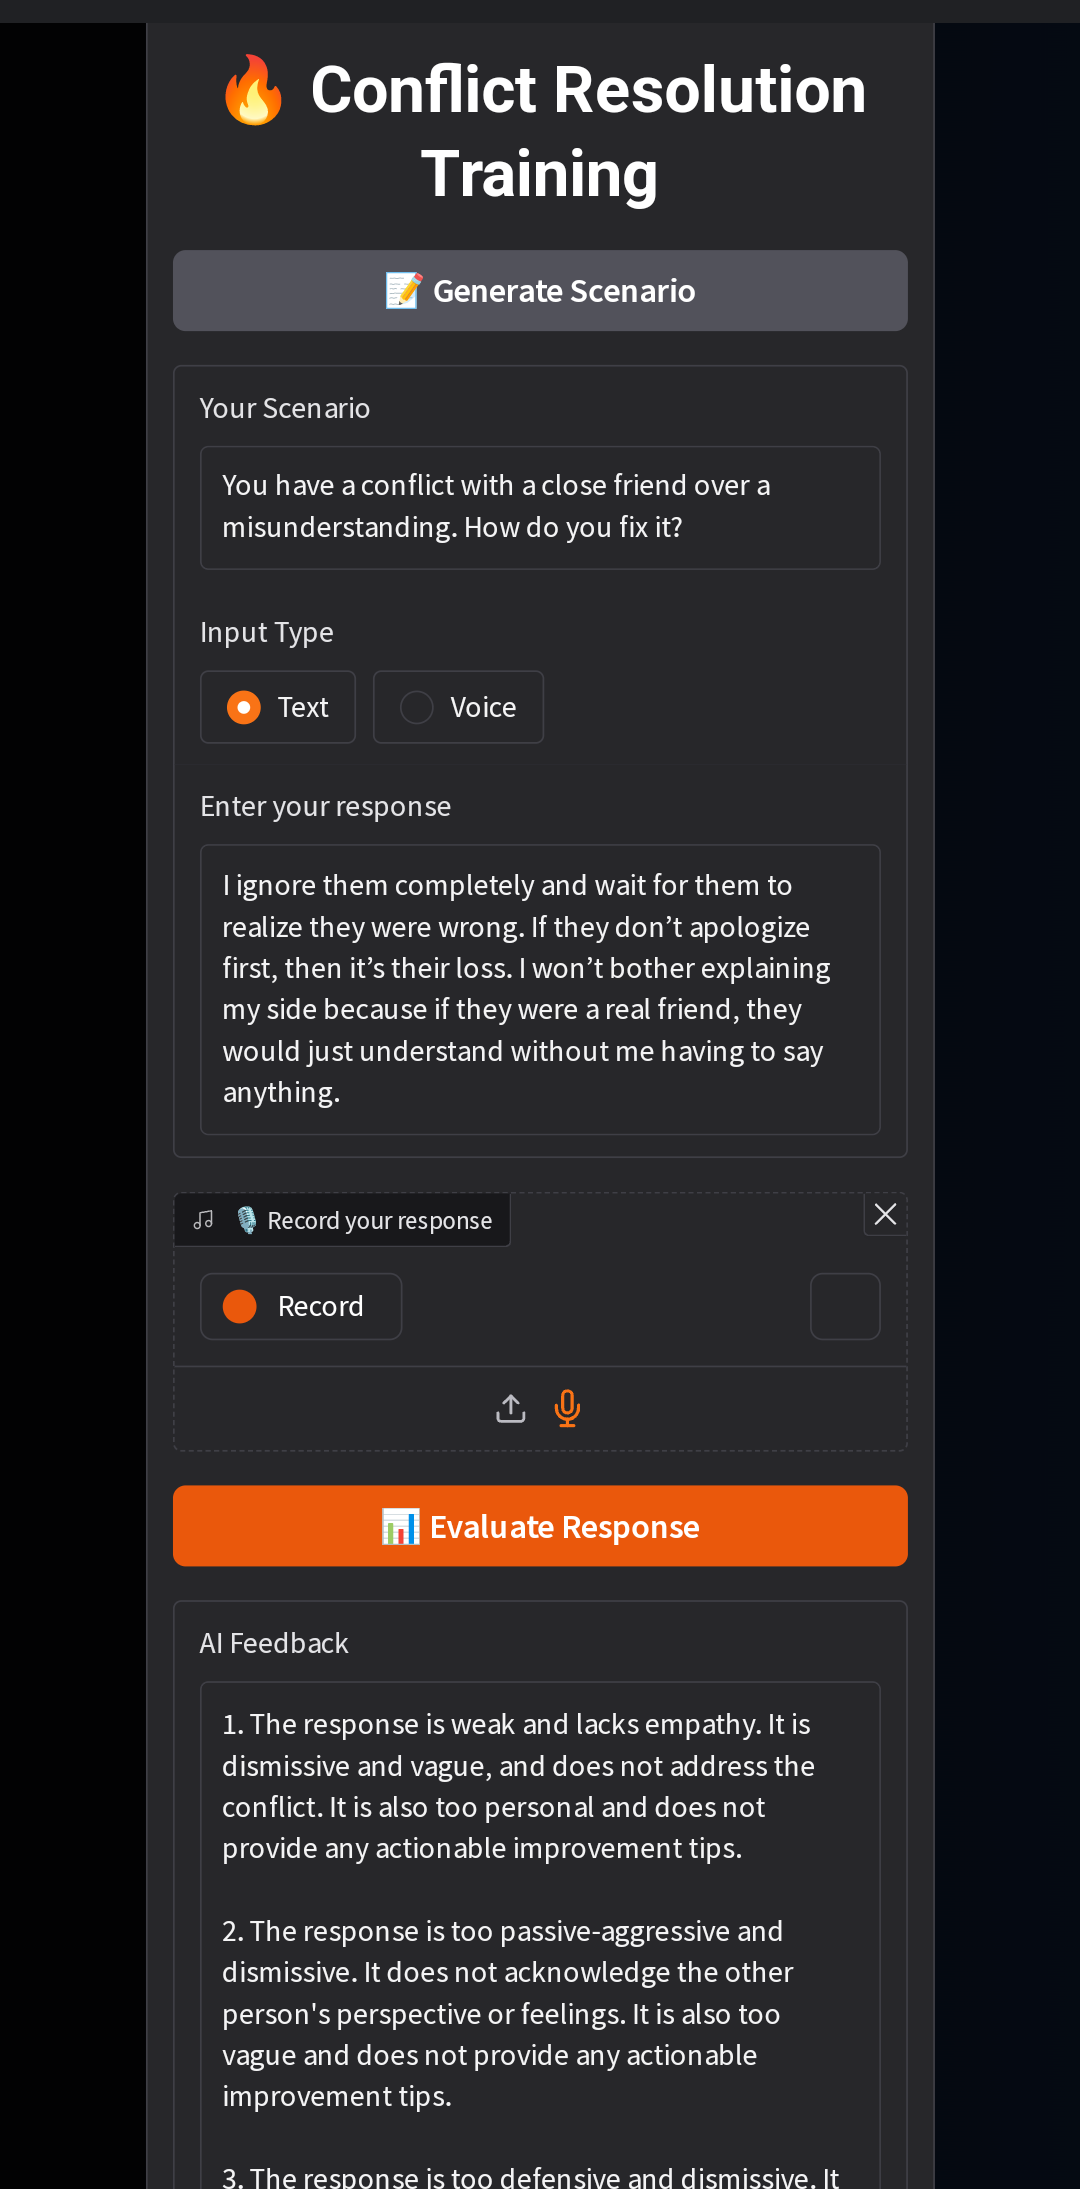 🔥 Conflict Resolution
Training
📝 Generate Scenario
Your Scenario
You have a conflict with a close friend over a
misunderstanding. How do you fix it?
Input Type
Text
Voice
Enter your response
I ignore them completely and wait for them to
realize they were wrong. If they don’t apologize
first, then it’s their loss. I won’t bother explaining
my side because if they were a real friend, they
would just understand without me having to say
anything.
🎙️ Record your response
Record
📊 Evaluate Response
AI Feedback
1. The response is weak and lacks empathy. It is
dismissive and vague, and does not address the
conflict. It is also too personal and does not
provide any actionable improvement tips.
2. The response is too passive-aggressive and
dismissive. It does not acknowledge the other
person's perspective or feelings. It is also too
vague and does not provide any actionable
improvement tips.
3. The response is too defensive and dismissive. It